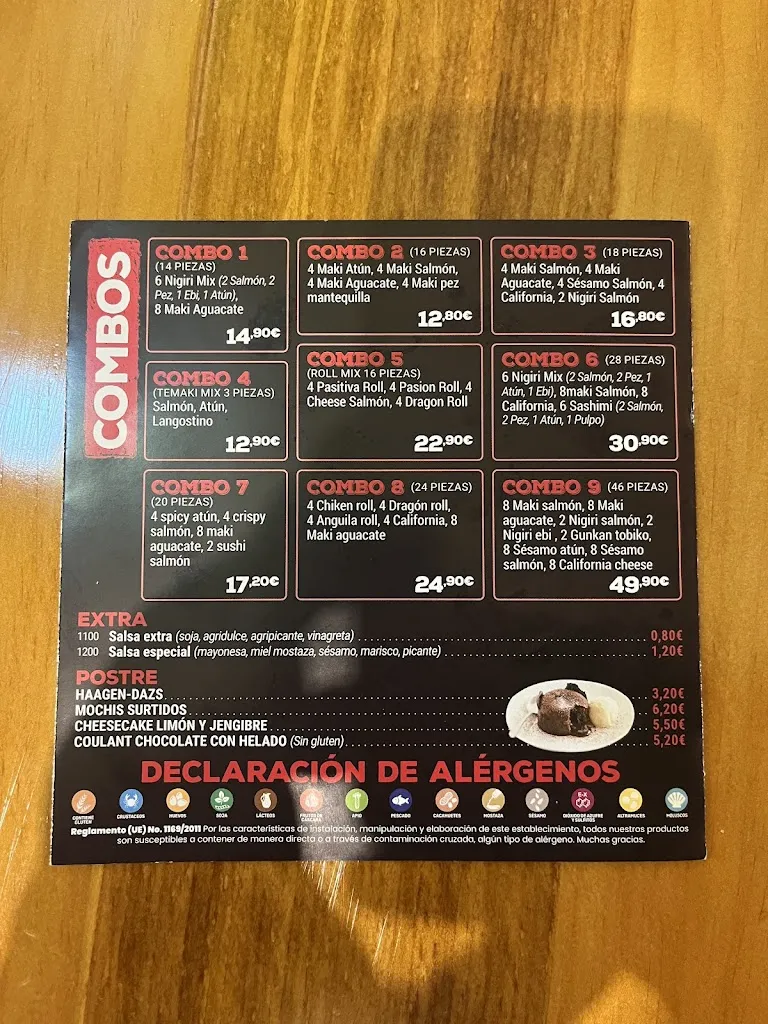 COMBOS
COMBO 1
(14 PIEZAS)
6 Nigiri Mix (2 Salmón, 2
Pez, 1 Ebi, 1 Atún),
8 Maki Aguacate
14,90€
COMBO 2 (16 PIEZAS)
4 Maki Atún, 4 Maki Salmón,
4 Maki Aguacate, 4 Maki pez
mantequilla
12,80€
COMBO 3 (18 PIEZAS)
4 Maki Salmón, 4 Maki
Aguacate, 4 Sésamo Salmón, 4
California, 2 Nigiri Salmón
16,80€
COMBO 4
(TEMAKI MIX 3 PIEZAS)
Salmón, Atún,
Langostino
12,90€
COMBO 5
(ROLL MIX 16 PIEZAS)
4 Pasitiva Roll, 4 Pasion Roll, 4
Cheese Salmón, 4 Dragon Roll
22,90€
COMBO 6 (28 PIEZAS)
6 Nigiri Mix (2 Salmón, 2 Pez, 1
Atún, 1 Ebi), 8maki Salmón, 8
California, 6 Sashimi (2 Salmón,
2 Pez, 1 Atún, 1 Pulpo)
30,90€
COMBO 7
(20 PIEZAS)
4 spicy atún, 4 crispy
salmón, 8 maki
aguacate, 2 sushi
salmón
17,20€
COMBO 8 (24 PIEZAS)
4 Chiken roll, 4 Dragón roll,
4 Anguila roll, 4 California, 8
Maki aguacate
24,90€
COMBO 9 (46 PIEZAS)
8 Maki salmón, 8 Maki
aguacate, 2 Nigiri salmón, 2
Nigiri ebi , 2 Gunkan tobiko,
8 Sésamo atún, 8 Sésamo
salmón, 8 California cheese
49,90€
EXTRA
1100 Salsa extra (soja, agridulce, agripicante, vinagreta) 0,80€
1200 Salsa especial (mayonesa, miel mostaza, sésamo, marisco, picante) 1,20€
POSTRE
HAAGEN-DAZS 3,20€
MOCHIS SURTIDOS 6,20€
CHEESECAKE LIMÓN Y JENGIBRE 5,50€
COULANT CHOCOLATE CON HELADO (Sin gluten) 5,20€
DECLARACIÓN DE ALÉRGENOS
CONTIENE GLUTEN
CRUSTACEOS
HUEVOS
SOJA
LÁCTEOS
FRUTOS DE CASCARA
APIO
PESCADO
CACAHUETES
MOSTAZA
SÉSAMO
DIÓXIDO DE AZUFRE Y SULFITOS
ALTRAMUCES
MOLUSCOS
Reglamento (UE) No. 1169/2011 Por las características de instalación, manipulación y elaboración de este establecimiento, todos nuestros productos
son susceptibles a contener de manera directa o a través de contaminación cruzada, algún tipo de alérgeno. Muchas gracias.